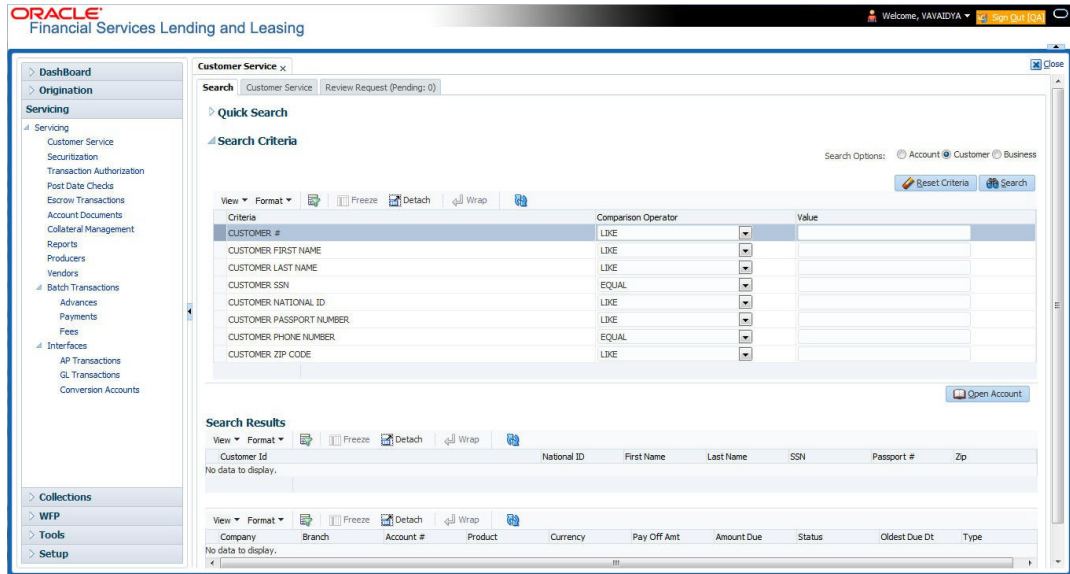 ORACLE
Financial Services Lending and Leasing
Welcome, VAVAIDYA
Sign Out [QA]
Close
DashBoard
Origination
Servicing
Servicing
Customer Service
Securitization
Transaction Authorization
Post Date Checks
Escrow Transactions
Account Documents
Collateral Management
Reports
Producers
Vendors
Batch Transactions
Advances
Payments
Fees
Interfaces
AP Transactions
GL Transactions
Conversion Accounts
Collections
WFP
Tools
Setup
Customer Service x
Search Customer Service Review Request (Pending: 0)
Quick Search
Search Criteria
Search Options: Account Customer Business
Reset Criteria Search
View Format Freeze Detach Wrap
Criteria Comparison Operator Value
CUSTOMER # LIKE
CUSTOMER FIRST NAME LIKE
CUSTOMER LAST NAME LIKE
CUSTOMER SSN EQUAL
CUSTOMER NATIONAL ID LIKE
CUSTOMER PASSPORT NUMBER LIKE
CUSTOMER PHONE NUMBER EQUAL
CUSTOMER ZIP CODE LIKE
Open Account
Search Results
View Format Freeze Detach Wrap
Customer Id National ID First Name Last Name SSN Passport # Zip
No data to display.
View Format Freeze Detach Wrap
Company Branch Account # Product Currency Pay Off Amt Amount Due Status Oldest Due Dt Type
No data to display.